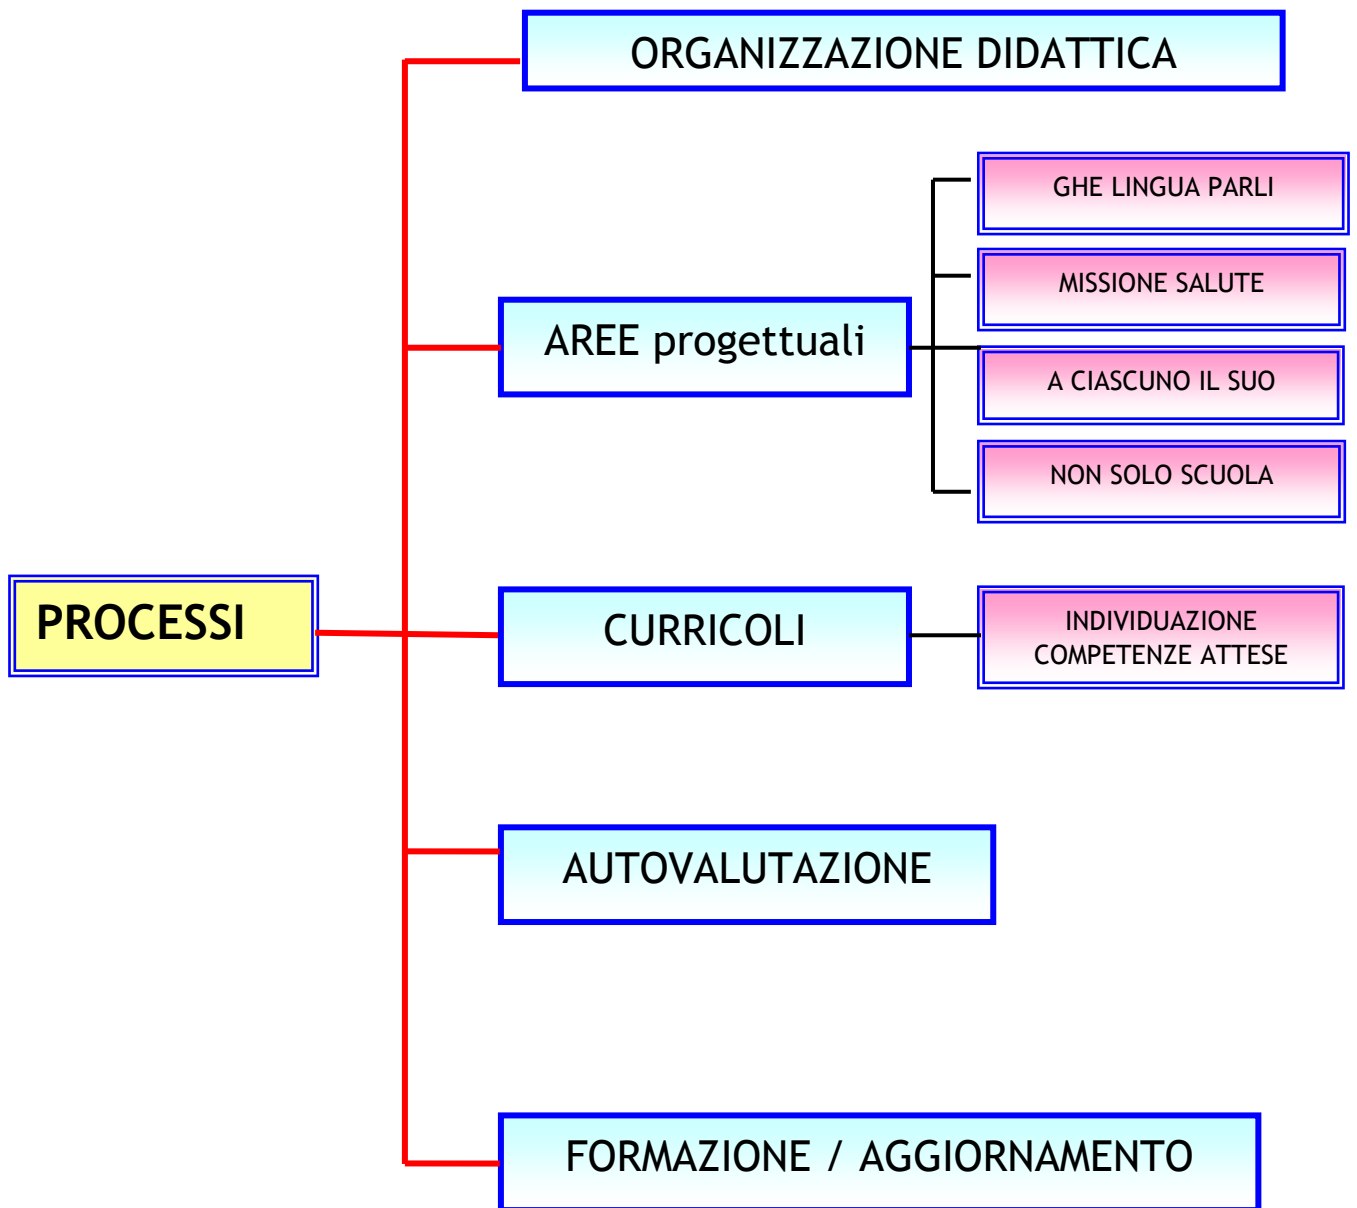 ORGANIZZAZIONE DIDATTICA
GHE LINGUA PARLI
MISSIONE SALUTE
AREE progettuali
A CIASCUNO IL SUO
NON SOLO SCUOLA
PROCESSI
CURRICOLI
INDIVIDUAZIONE
COMPETENZE ATTESE
AUTOVALUTAZIONE
FORMAZIONE / AGGIORNAMENTO